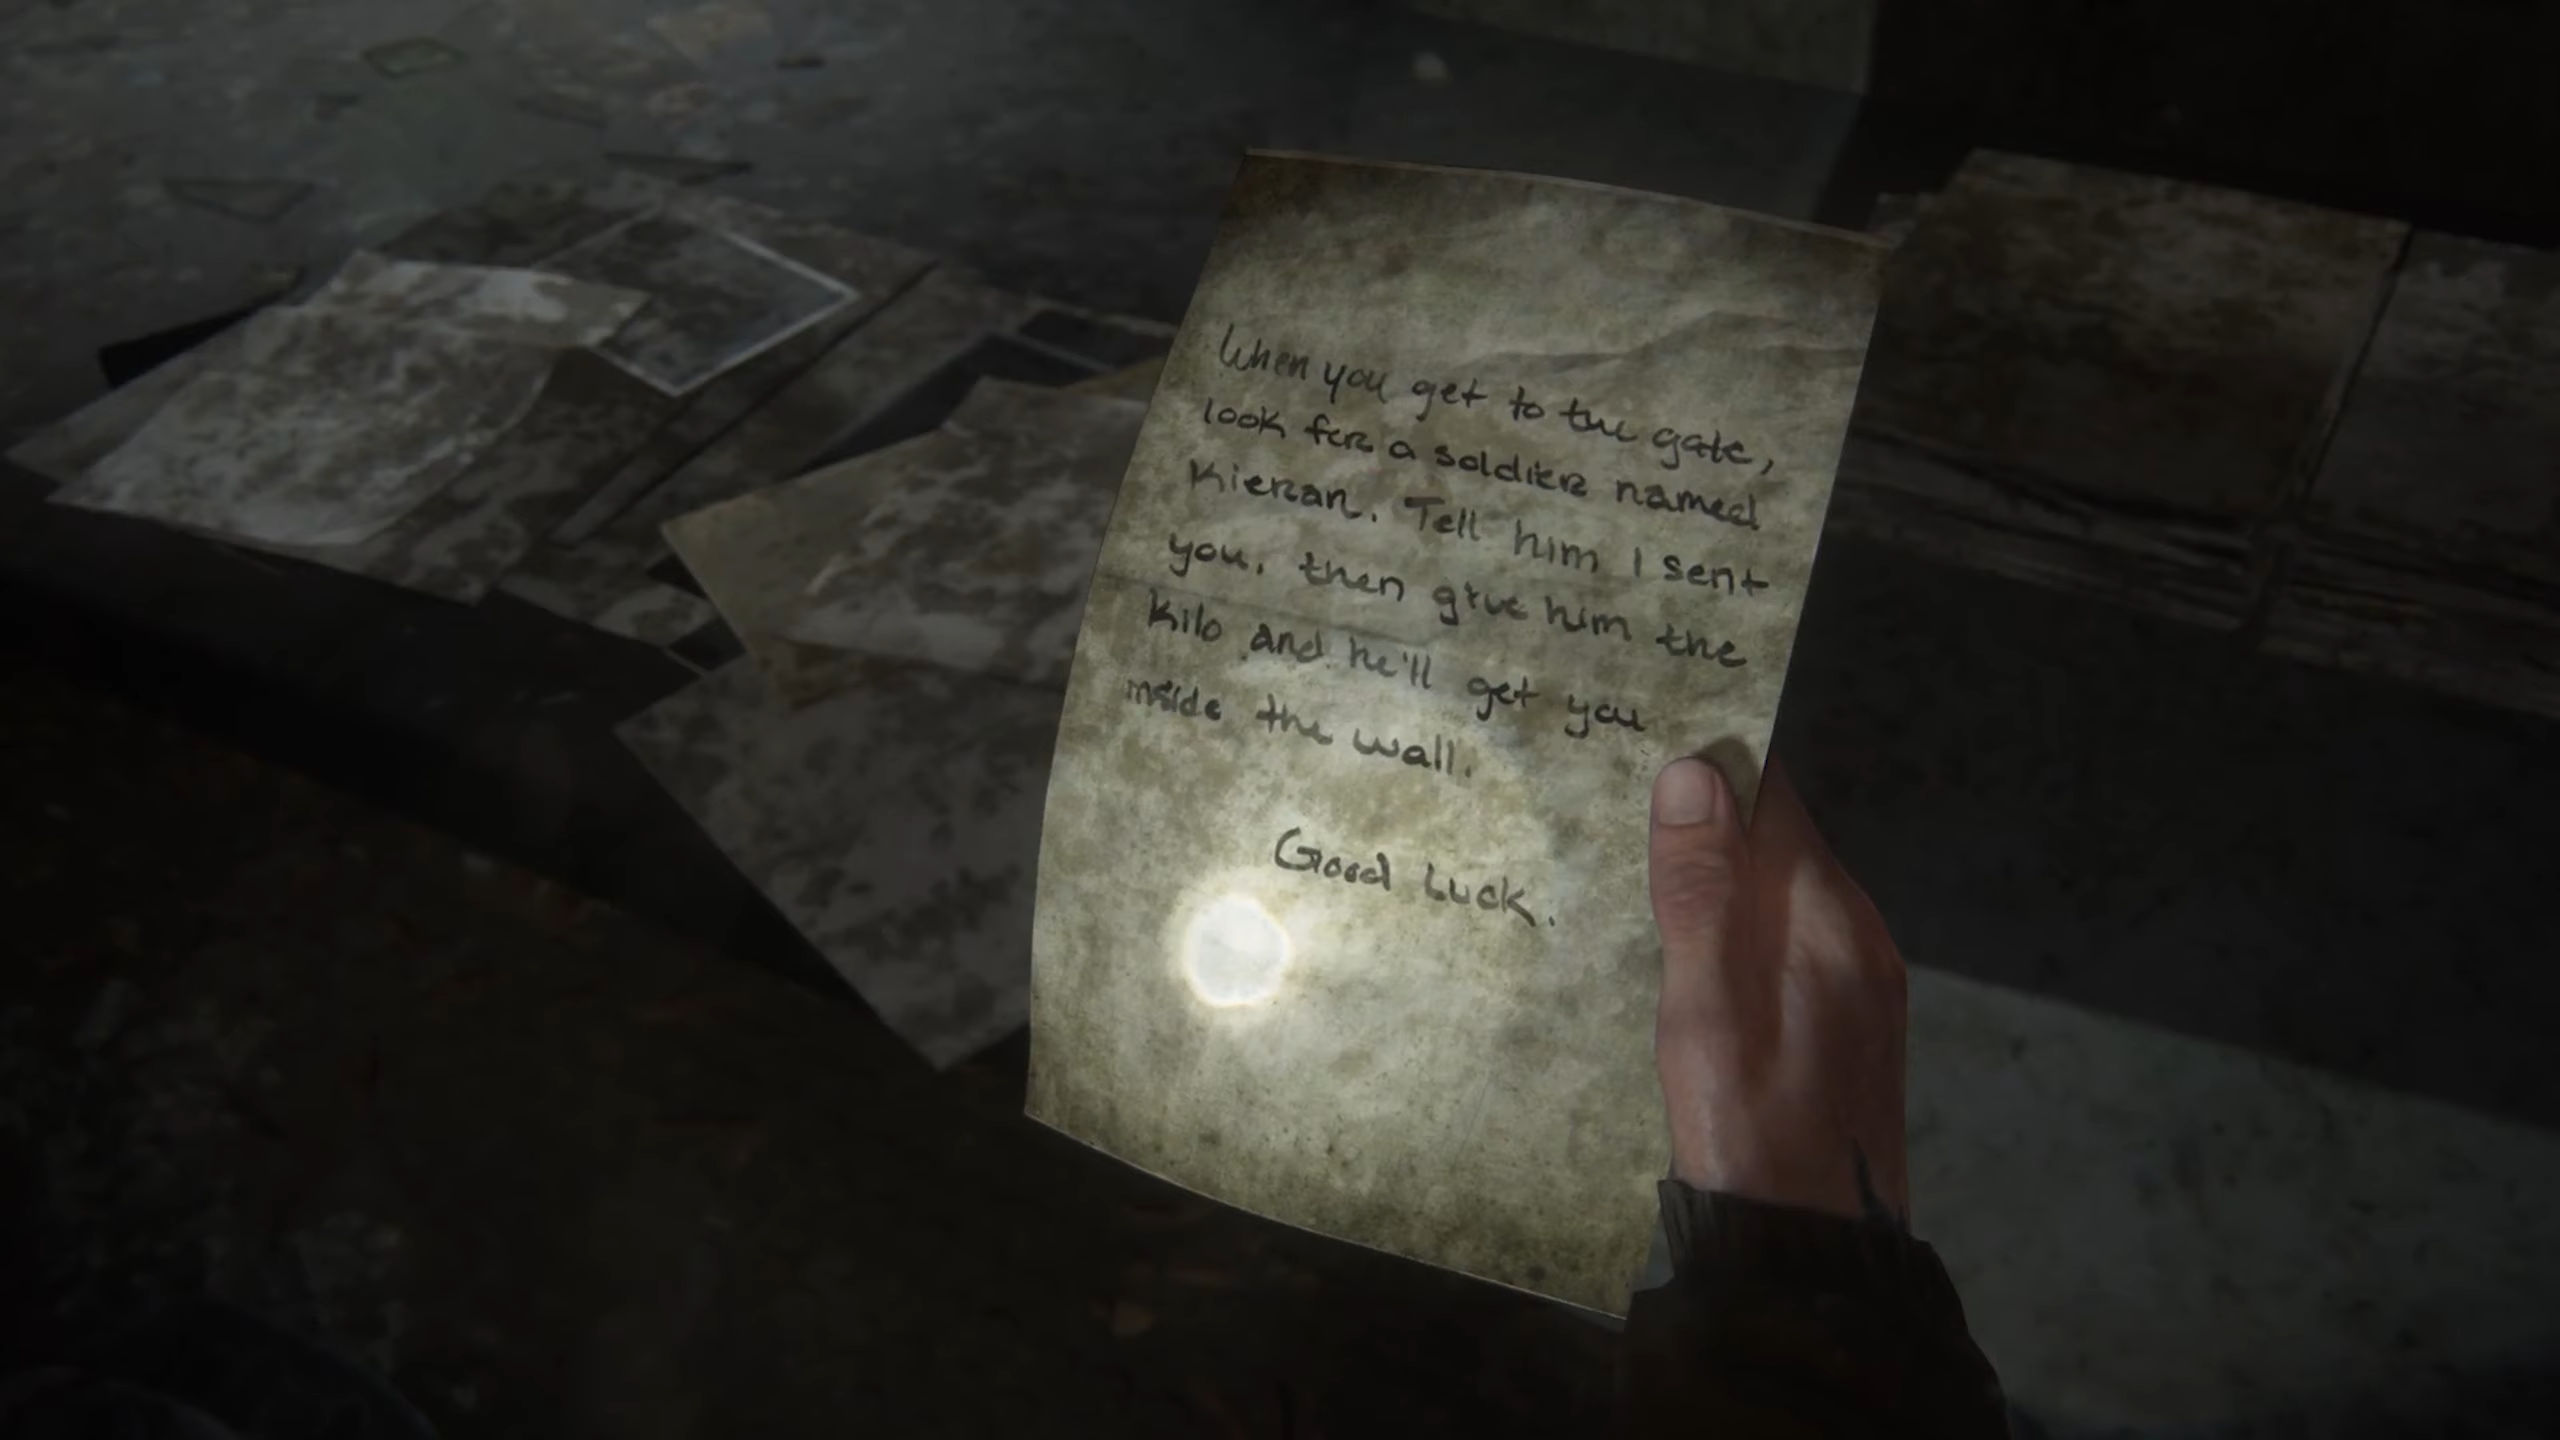 When you get to the gate,
look for a soldier named
Kieran. Tell him I sent
you, then give him the
Kilo and he'll get you
inside the wall.
Good Luck.